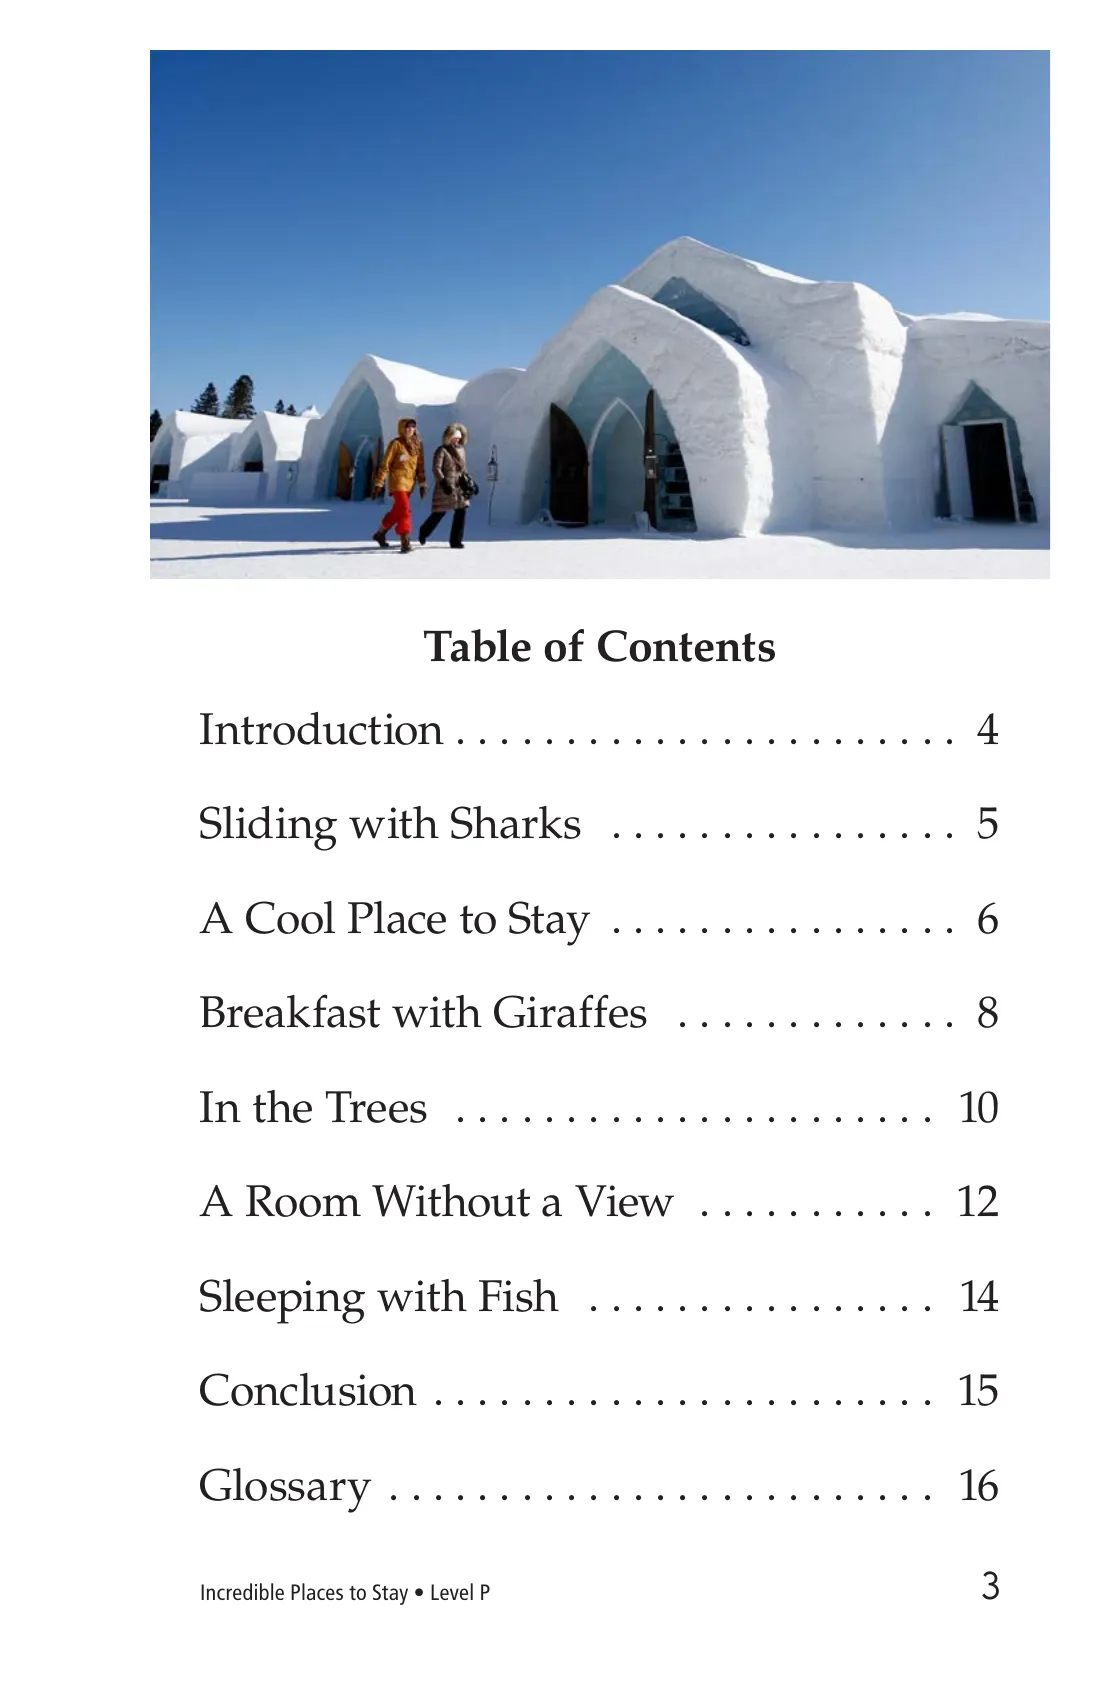 Table of Contents
Introduction . . . . . . . . . . . . . . . . . . . . . . . 4
Sliding with Sharks . . . . . . . . . . . . . . . . 5
A Cool Place to Stay . . . . . . . . . . . . . . . . 6
Breakfast with Giraffes . . . . . . . . . . . . . 8
In the Trees . . . . . . . . . . . . . . . . . . . . . . 10
A Room Without a View . . . . . . . . . . . 12
Sleeping with Fish . . . . . . . . . . . . . . . . 14
Conclusion . . . . . . . . . . . . . . . . . . . . . . . 15
Glossary . . . . . . . . . . . . . . . . . . . . . . . . . 16
Incredible Places to Stay • Level P 3